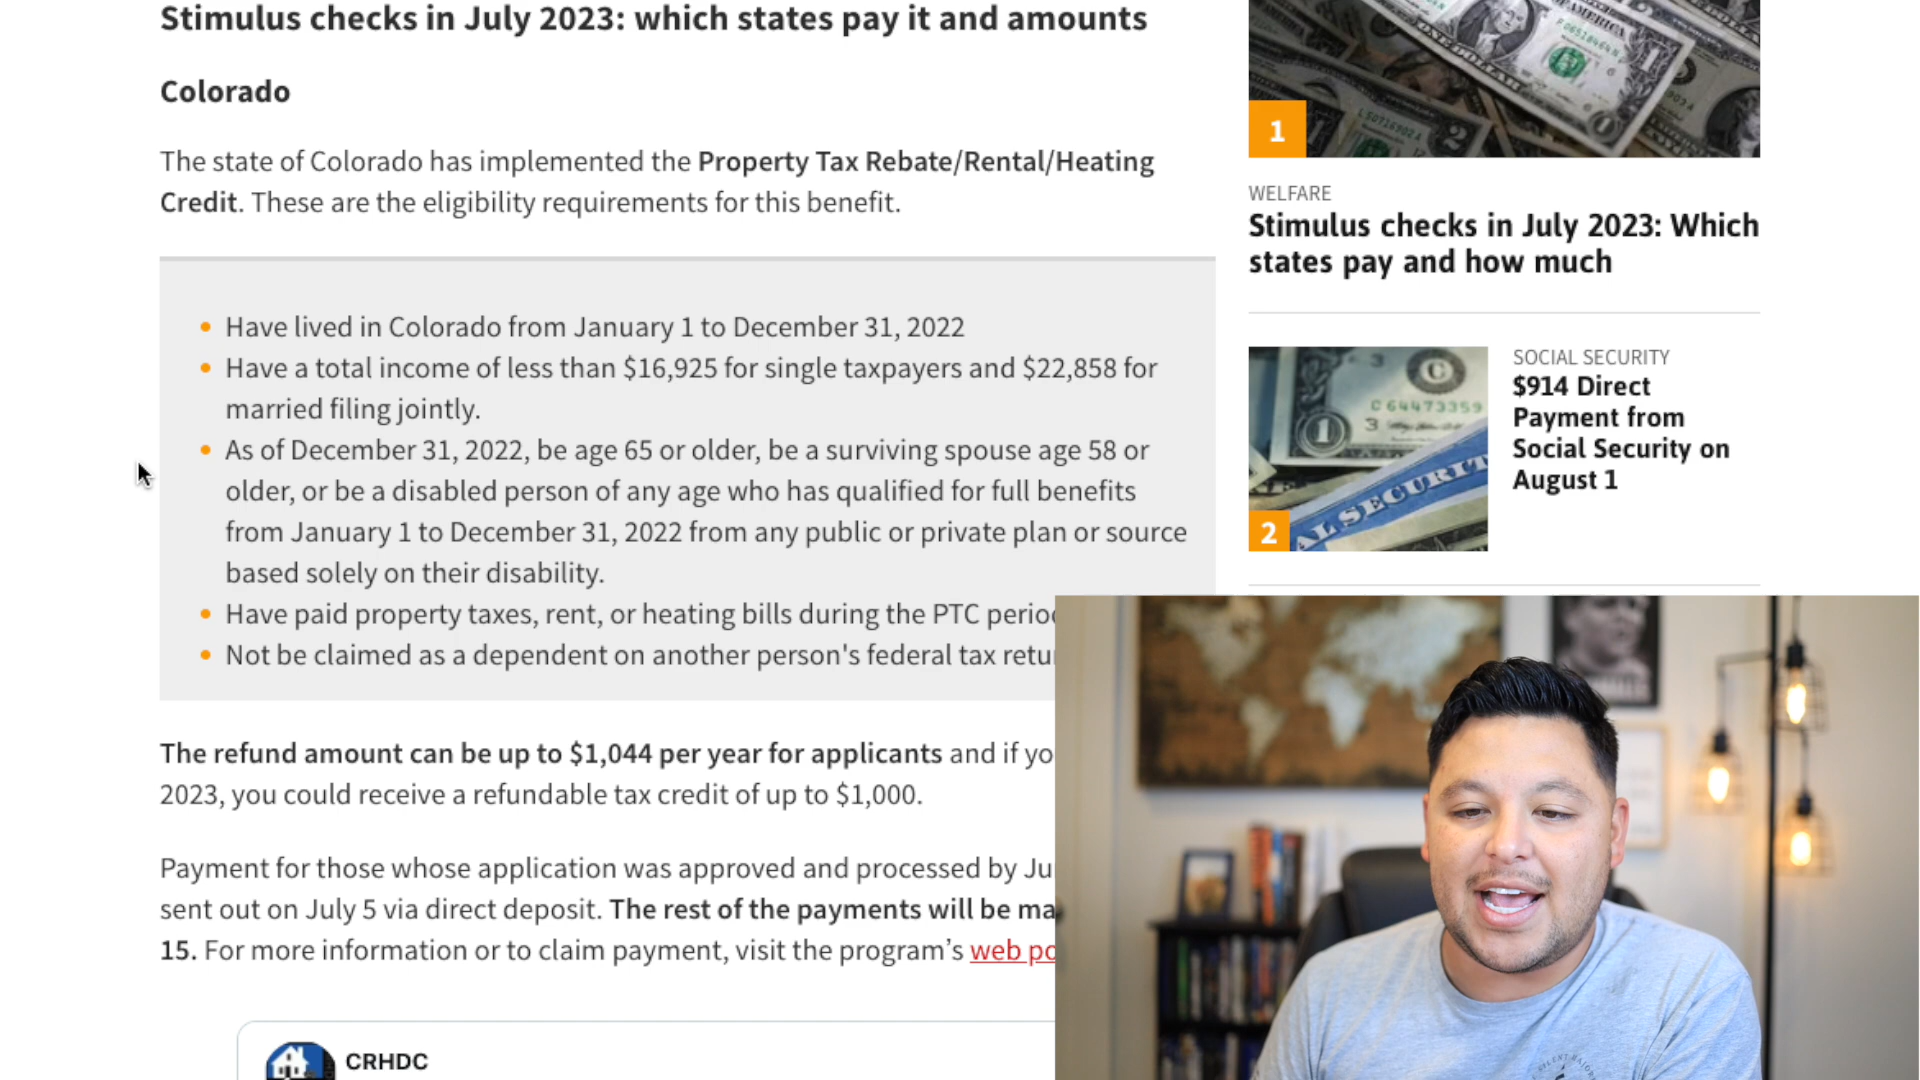 Stimulus checks in July 2023: which states pay it and amounts
Colorado
The state of Colorado has implemented the Property Tax Rebate/Rental/Heating
Credit. These are the eligibility requirements for this benefit.
Have lived in Colorado from January 1 to December 31, 2022
Have a total income of less than $16,925 for single taxpayers and $22,858 for
married filing jointly.
As of December 31, 2022, be age 65 or older, be a surviving spouse age 58 or
older, or be a disabled person of any age who has qualified for full benefits
from January 1 to December 31, 2022 from any public or private plan or source
based solely on their disability.
Have paid property taxes, rent, or heating bills during the PTC perio
Not be claimed as a dependent on another person's federal tax retu
The refund amount can be up to $1,044 per year for applicants and if yo
2023, you could receive a refundable tax credit of up to $1,000.
Payment for those whose application was approved and processed by Ju
sent out on July 5 via direct deposit. The rest of the payments will be ma
15. For more information or to claim payment, visit the program’s web po
CRHDC
1
WELFARE
Stimulus checks in July 2023: Which
states pay and how much
C 64473359
AL SECURIT
2
SOCIAL SECURITY
$914 Direct
Payment from
Social Security on
August 1